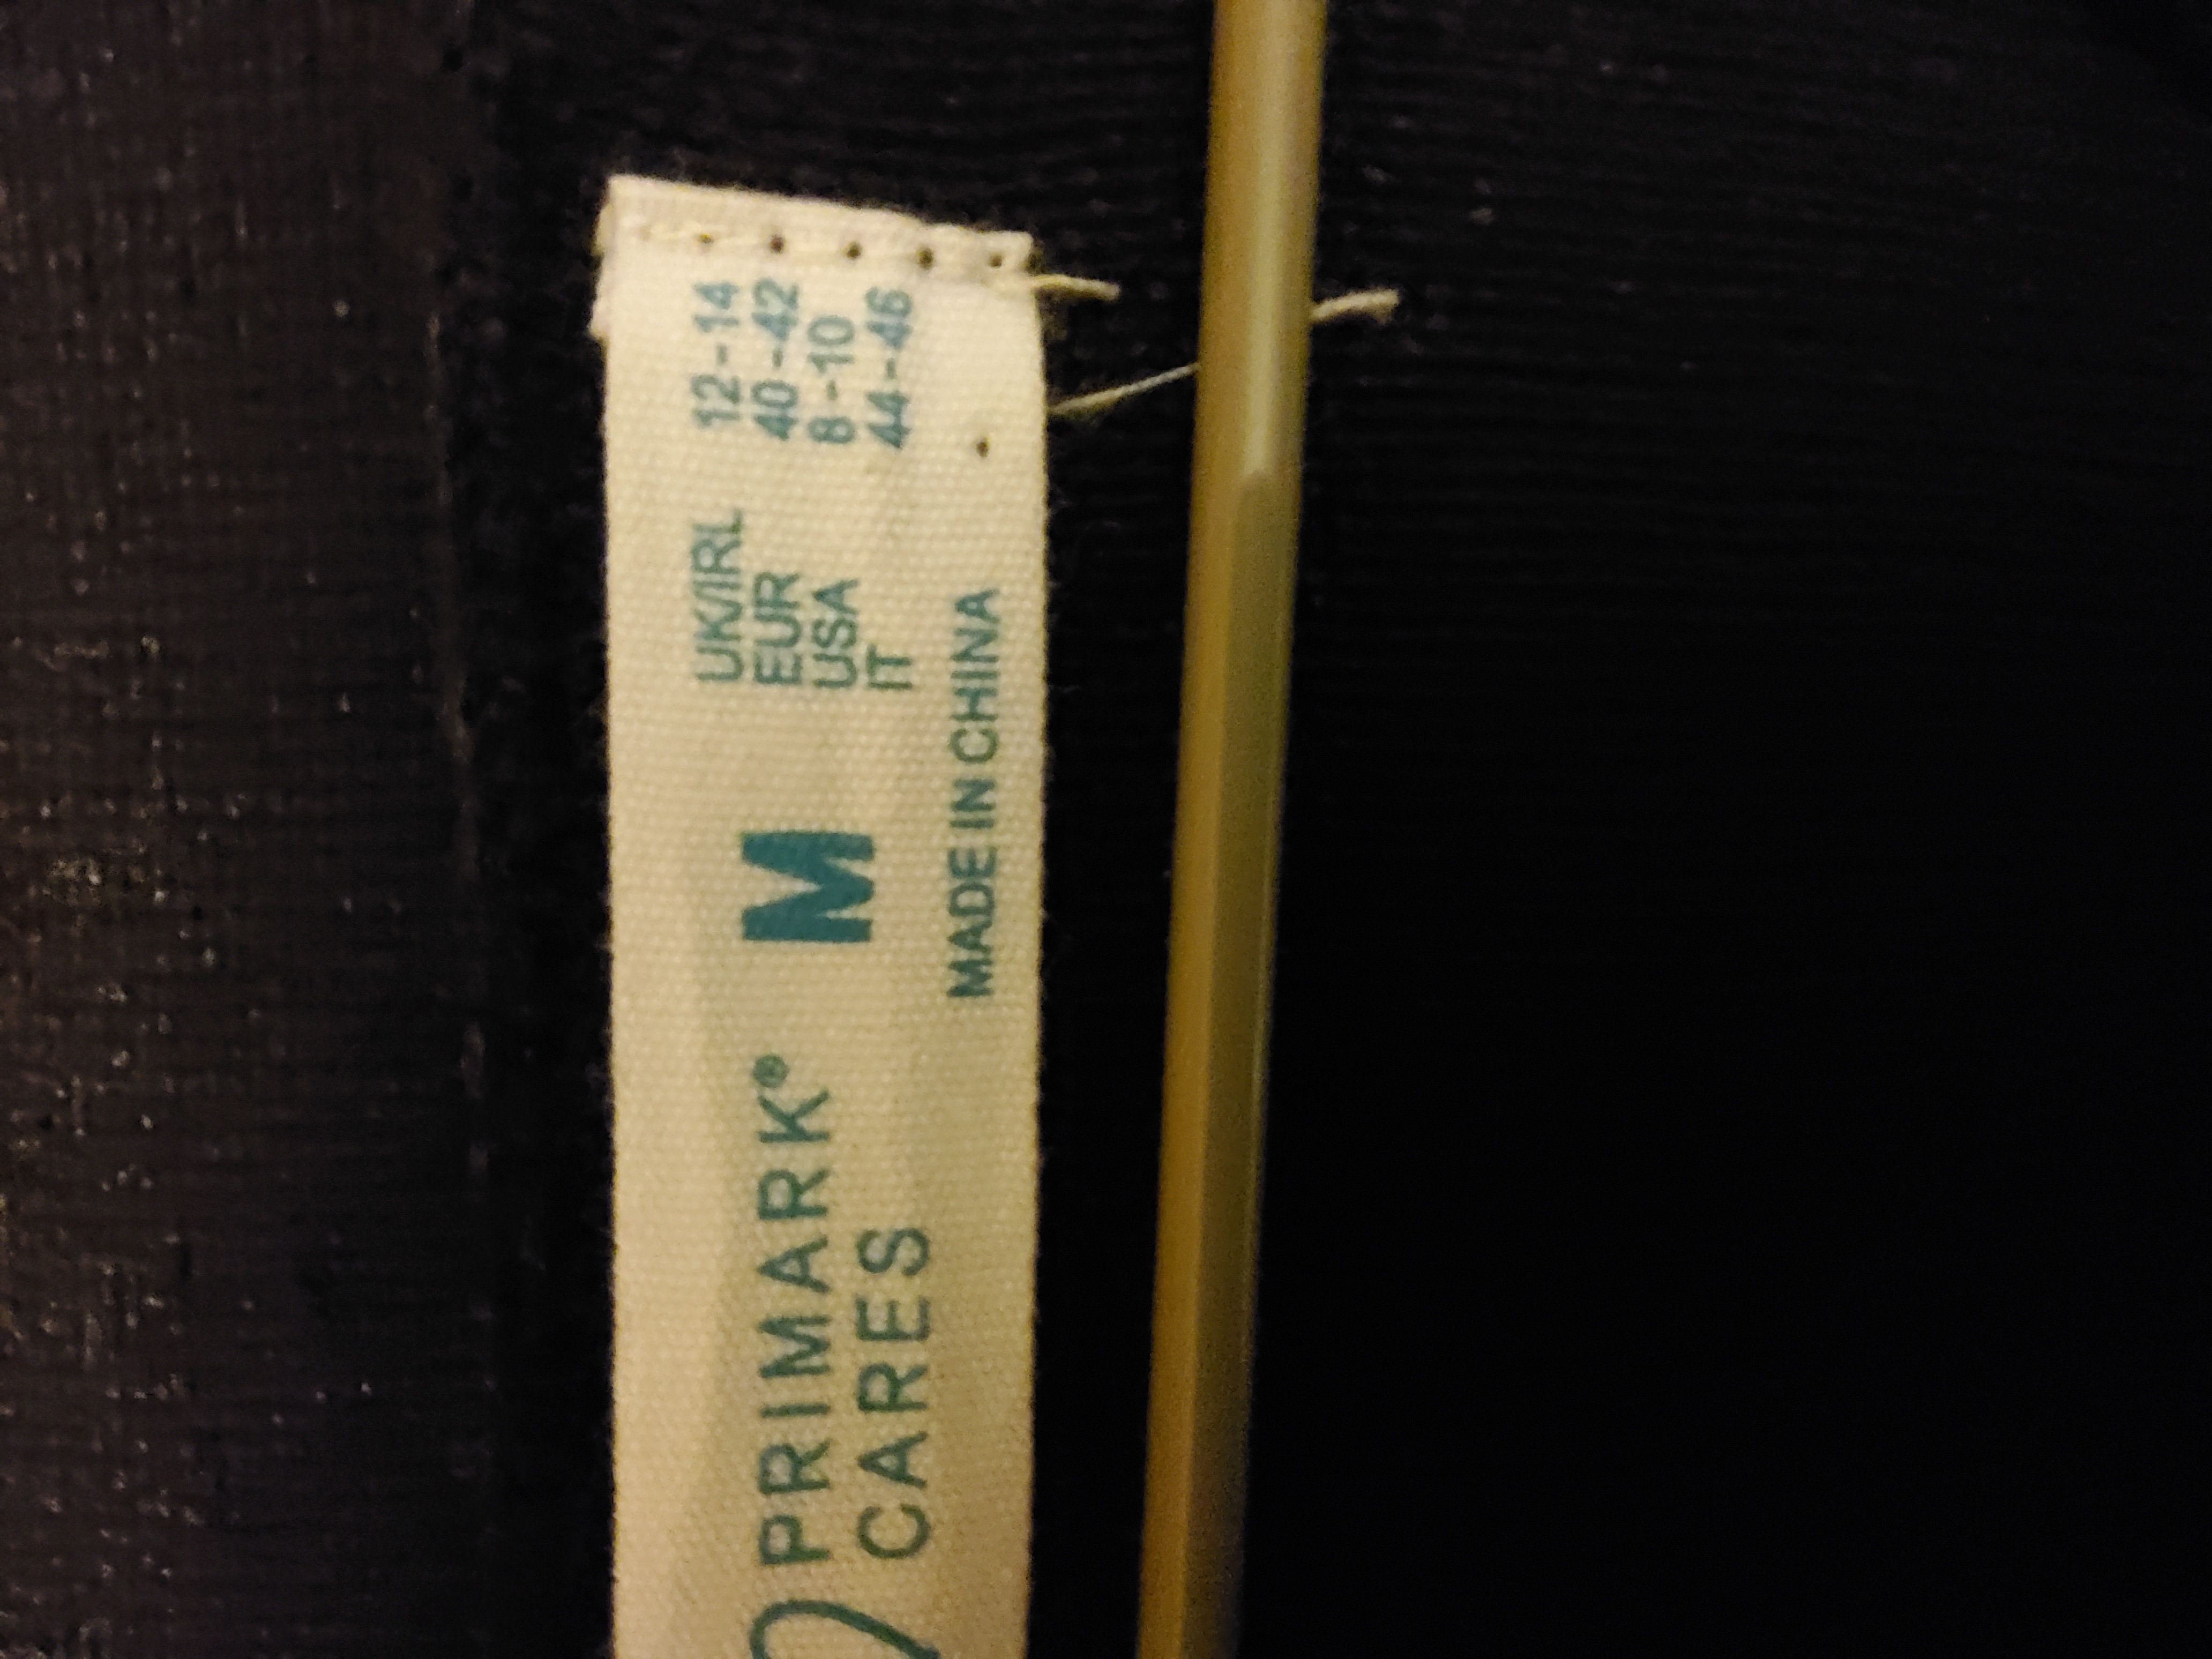 PRIMARK®
CARES
M
UK/IRL 12-14
EUR 40-42
USA 8-10
IT 44-46
MADE IN CHINA